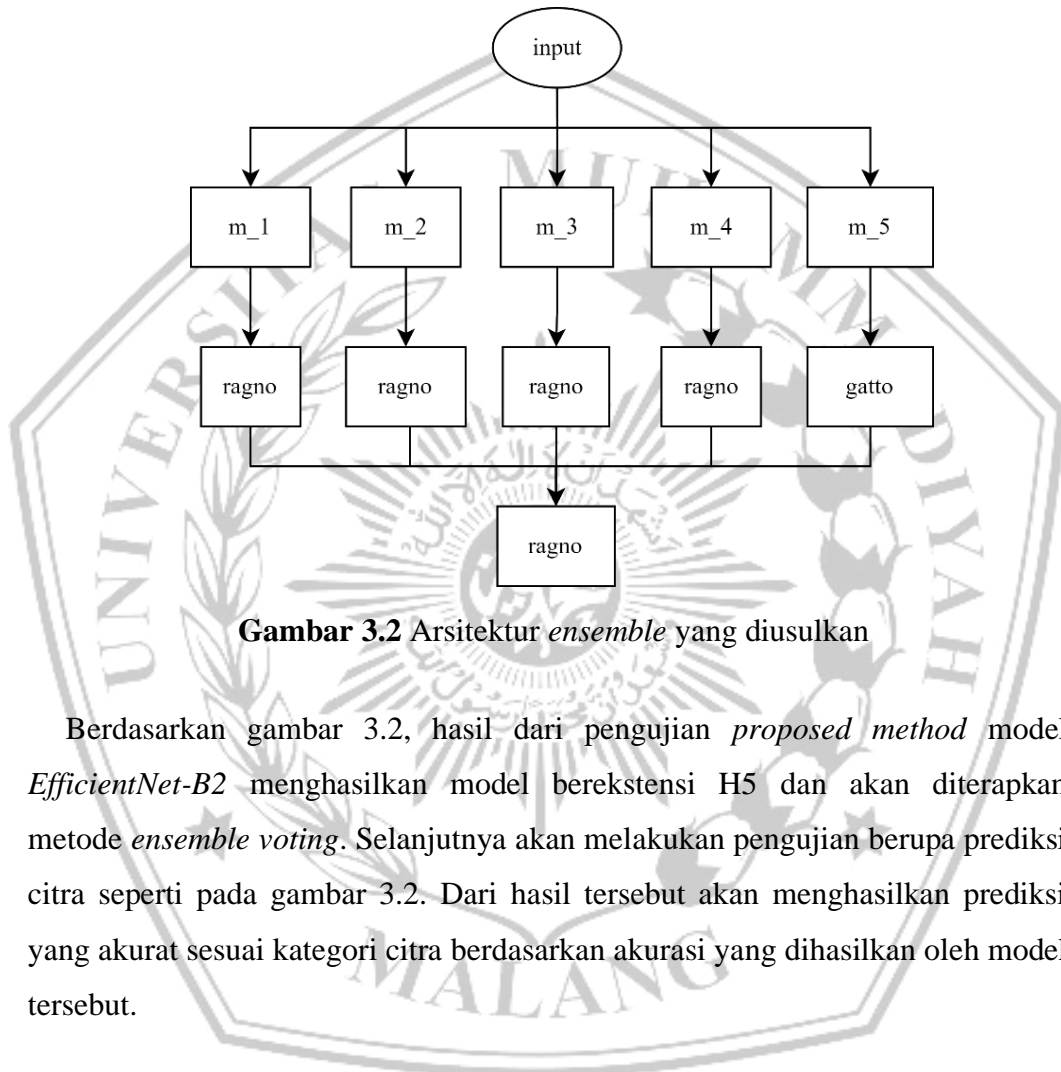 input
m_1 m_2 m_3 m_4 m_5
ragno ragno ragno ragno gatto
ragno
Gambar 3.2 Arsitektur ensemble yang diusulkan
Berdasarkan gambar 3.2, hasil dari pengujian proposed method model
EfficientNet-B2 menghasilkan model berekstensi H5 dan akan diterapkan
metode ensemble voting. Selanjutnya akan melakukan pengujian berupa prediksi
citra seperti pada gambar 3.2. Dari hasil tersebut akan menghasilkan prediksi
yang akurat sesuai kategori citra berdasarkan akurasi yang dihasilkan oleh model
tersebut.
UNIVERSITAS MUHAMMADIYAH
MALANG